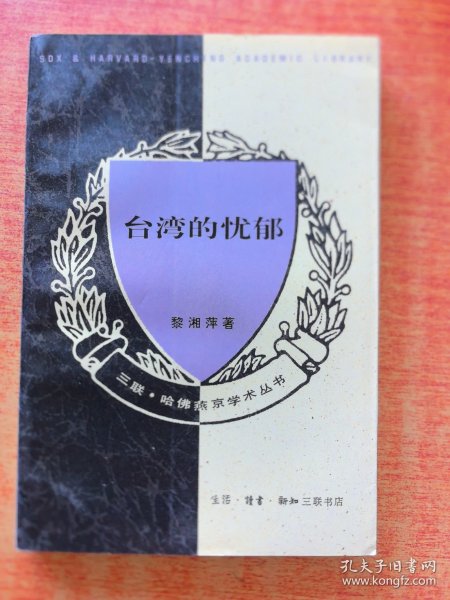 SDX & HARVARD-YENCHING ACADEMIC LIBRARY
台湾的忧郁
黎湘萍著
三联·哈佛燕京学术丛书
生活·讀書·新知三联书店
孔夫子旧书网
www.kongfz.com